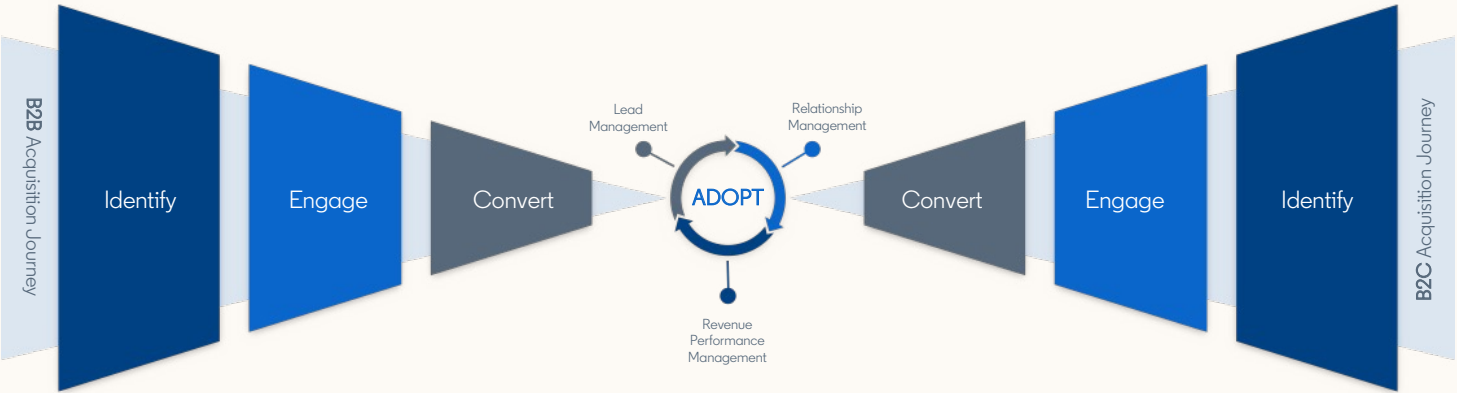 B2B Acquisition Journey
Identify
Engage
Convert
Lead
Management
Relationship
Management
ADOPT
Revenue
Performance
Management
Convert
Engage
Identify
B2C Acquisition Journey